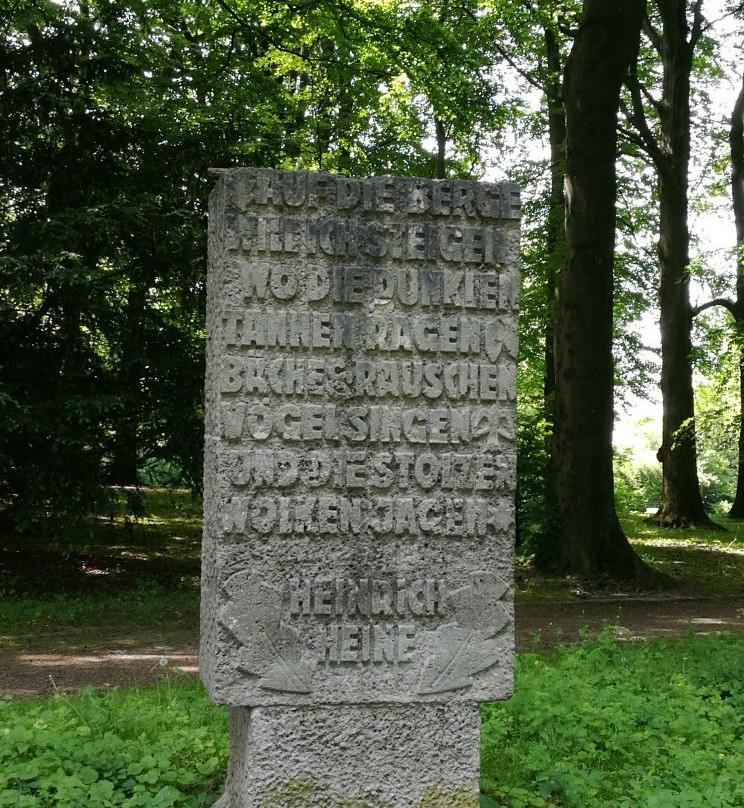 AUF DIE BERGE
WILL ICH STEIGEN
WO DIE DUNKLEN
TANNEN RAGEN
BÄCHE RAUSCHEN
VÖGEL SINGEN
UND DIE STOLZEN
WOLKEN JAGEN
HEINRICH
HEINE